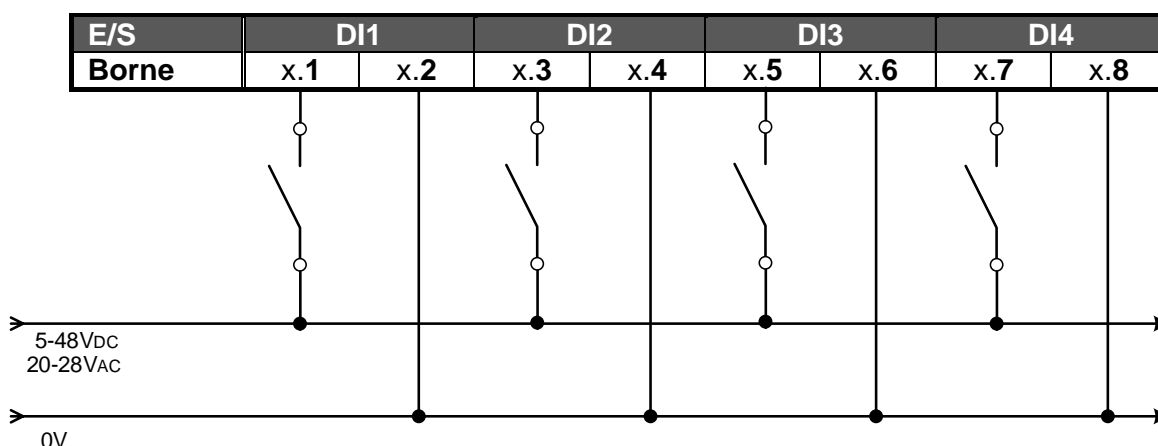 E/S DI1 DI2 DI3 DI4
Borne x.1 x.2 x.3 x.4 x.5 x.6 x.7 x.8
5-48VDC
20-28VAC
0V